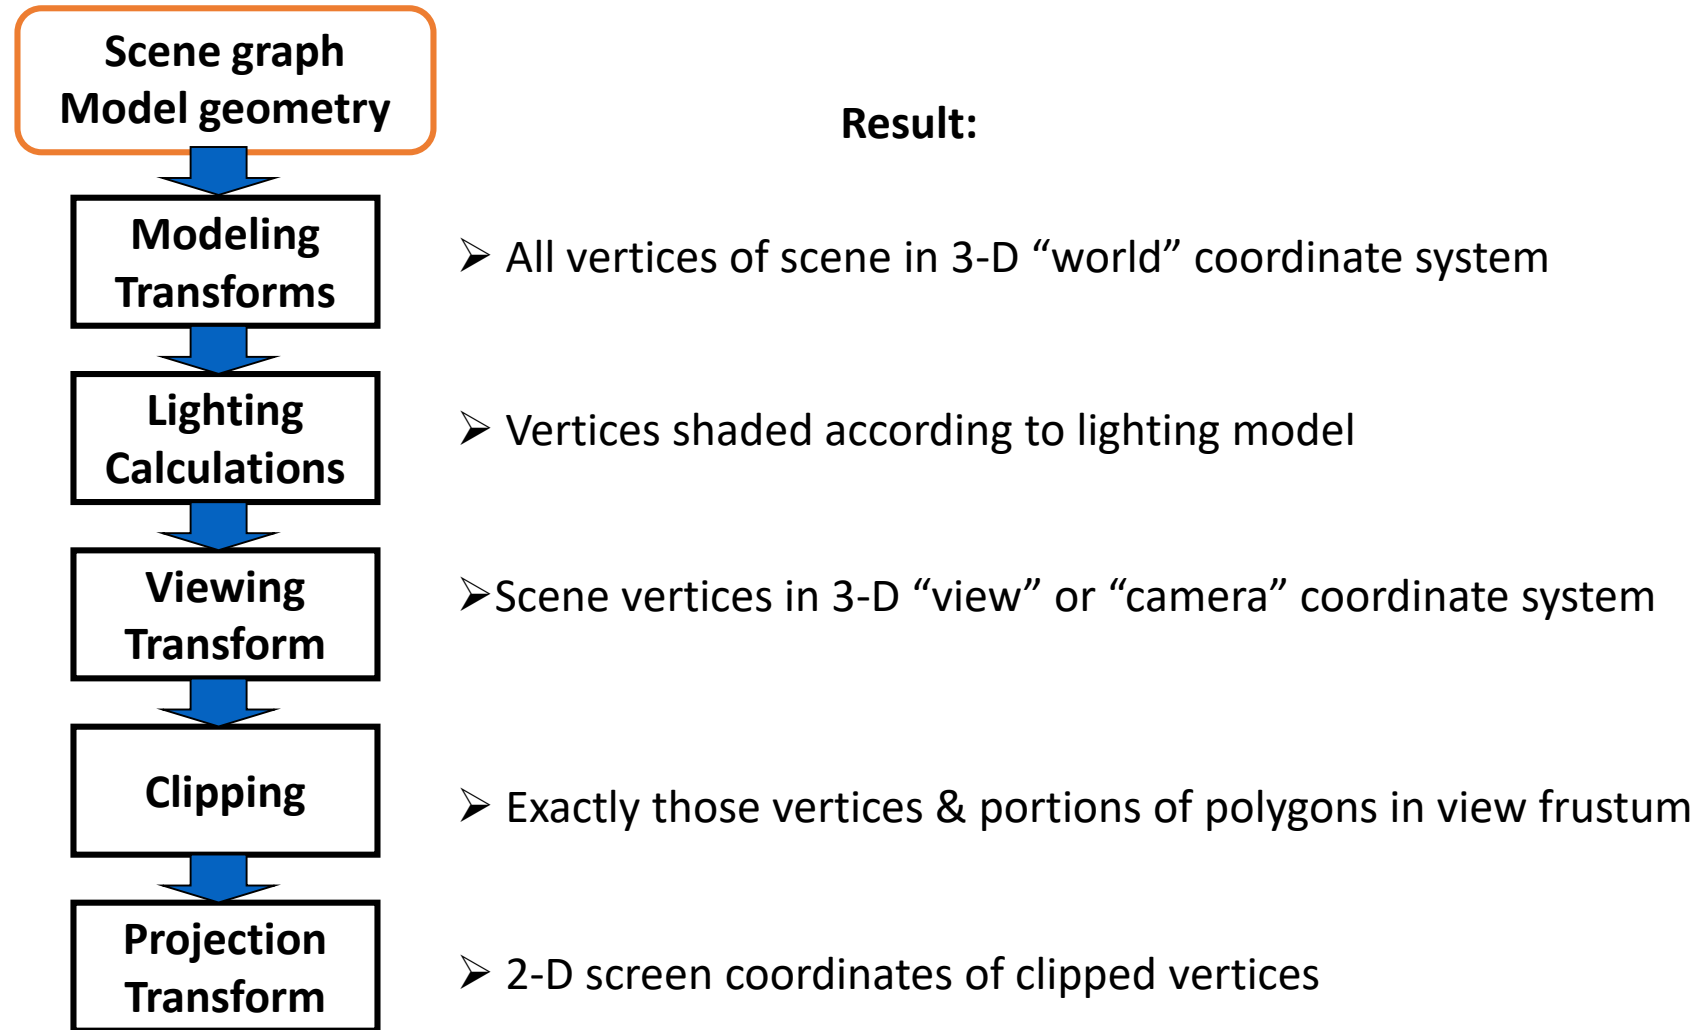 Scene graph
Model geometry
Result:
Modeling
Transforms
➢ All vertices of scene in 3-D “world” coordinate system
Lighting
Calculations
➢ Vertices shaded according to lighting model
Viewing
Transform
➢Scene vertices in 3-D “view” or “camera” coordinate system
Clipping
➢ Exactly those vertices & portions of polygons in view frustum
Projection
Transform
➢ 2-D screen coordinates of clipped vertices